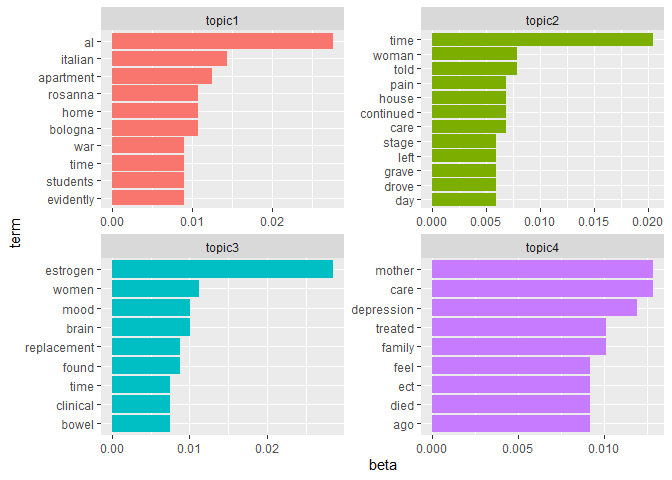 topic1
al
italian
apartment
rosanna
home
bologna
war
time
students
evidently
0.00 0.01 0.02
topic2
time
woman
told
pain
house
continued
care
stage
left
grave
drove
day
0.000 0.005 0.010 0.015 0.020
term
topic3
estrogen
women
mood
brain
replacement
found
time
clinical
bowel
0.00 0.01 0.02
topic4
mother
care
depression
treated
family
feel
ect
died
ago
0.000 0.005 0.010
beta